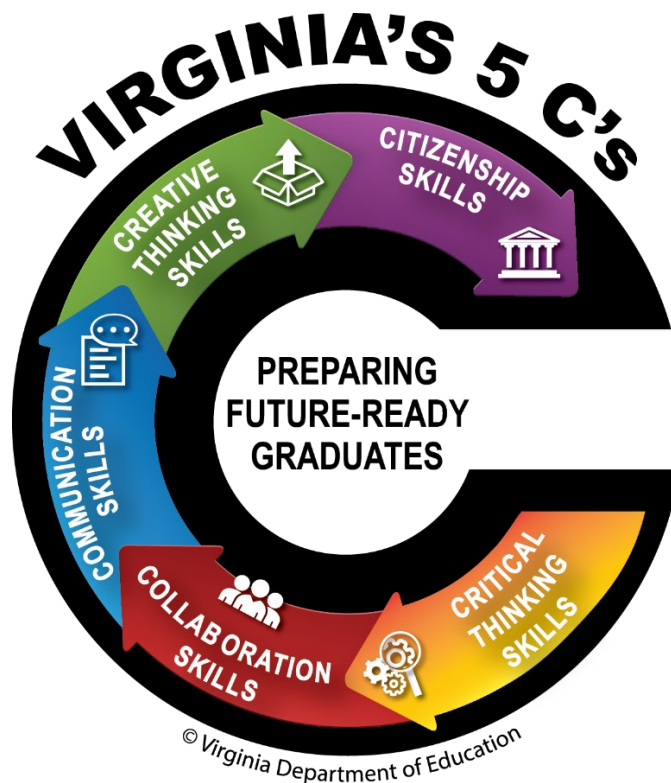 VIRGINIA'S 5 C's
CREATIVE
THINKING
SKILLS
CITIZENSHIP
SKILLS
PREPARING
FUTURE-READY
GRADUATES
COMMUNICATION
SKILLS
COLLABORATION
SKILLS
CRITICAL
THINKING
SKILLS
© Virginia Department of Education